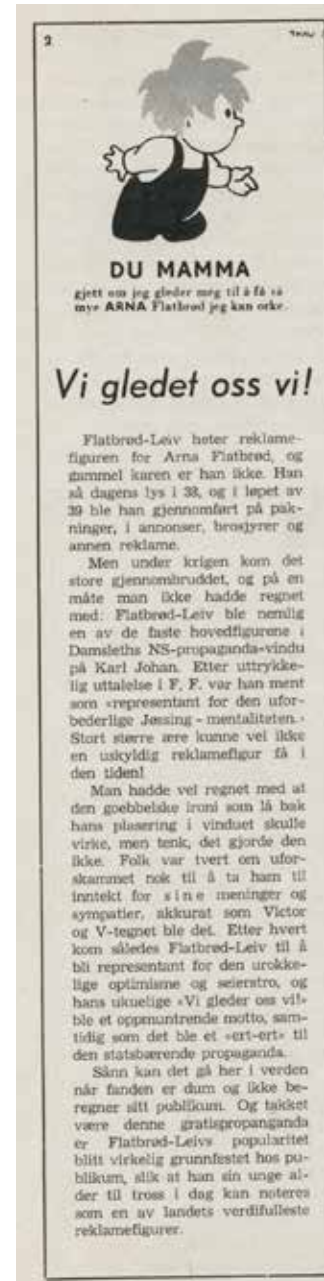 2
DU MAMMA
gjett om jeg gleder meg til å få så
mye ARNA Flatbrød jeg kan orke.
Vi gledet oss vi!
Flatbrød-Leiv heter reklame-
figuren for Arna Flatbrød, og
gammel karen er han ikke. Han
så dagens lys i 38, og i løpet av
39 ble han gjennomført på pak-
ninger, i annonser, brosjyrer og
annen reklame.
Men under krigen kom det
store gjennombruddet, og på en
måte man ikke hadde regnet
med: Flatbrød-Leiv ble nemlig
en av de faste hovedfigurene i
Damsleths NS-propaganda-vindu
på Karl Johan. Etter uttrykke-
lig uttalelse i F. F. var han ment
som «representant for den ufor-
bederlige Jøssing-mentaliteten.»
Stort større ære kunne vel ikke
en uskyldig reklamefigur få i
den tiden!
Man hadde vel regnet med at
den goebbelske ironi som lå bak
hans plasering i vinduet skulle
virke, men tenk, det gjorde den
ikke. Folk var tvert om ufor-
skammet nok til å ta ham til
inntekt for sine meninger og
sympatier, akkurat som Victor
og V-tegnet ble det. Etter hvert
kom således Flatbrød-Leiv til å
bli representant for den urokke-
lige optimisme og seierstro, og
hans ukuelige «Vi gleder oss vi!»
ble et oppmuntrende motto, sam-
tidig som det ble et «ert-ert» til
den statsbærende propaganda.
Sånn kan det gå her i verden
når fanden er dum og ikke be-
regner sitt publikum. Og takket
være denne gratispropanganda
er Flatbrød-Leivs popularitet
blitt virkelig grunnfestet hos pu-
blikum, slik at han sin unge al-
der til tross i dag kan noteres
som en av landets verdifulleste
reklamefigurer.